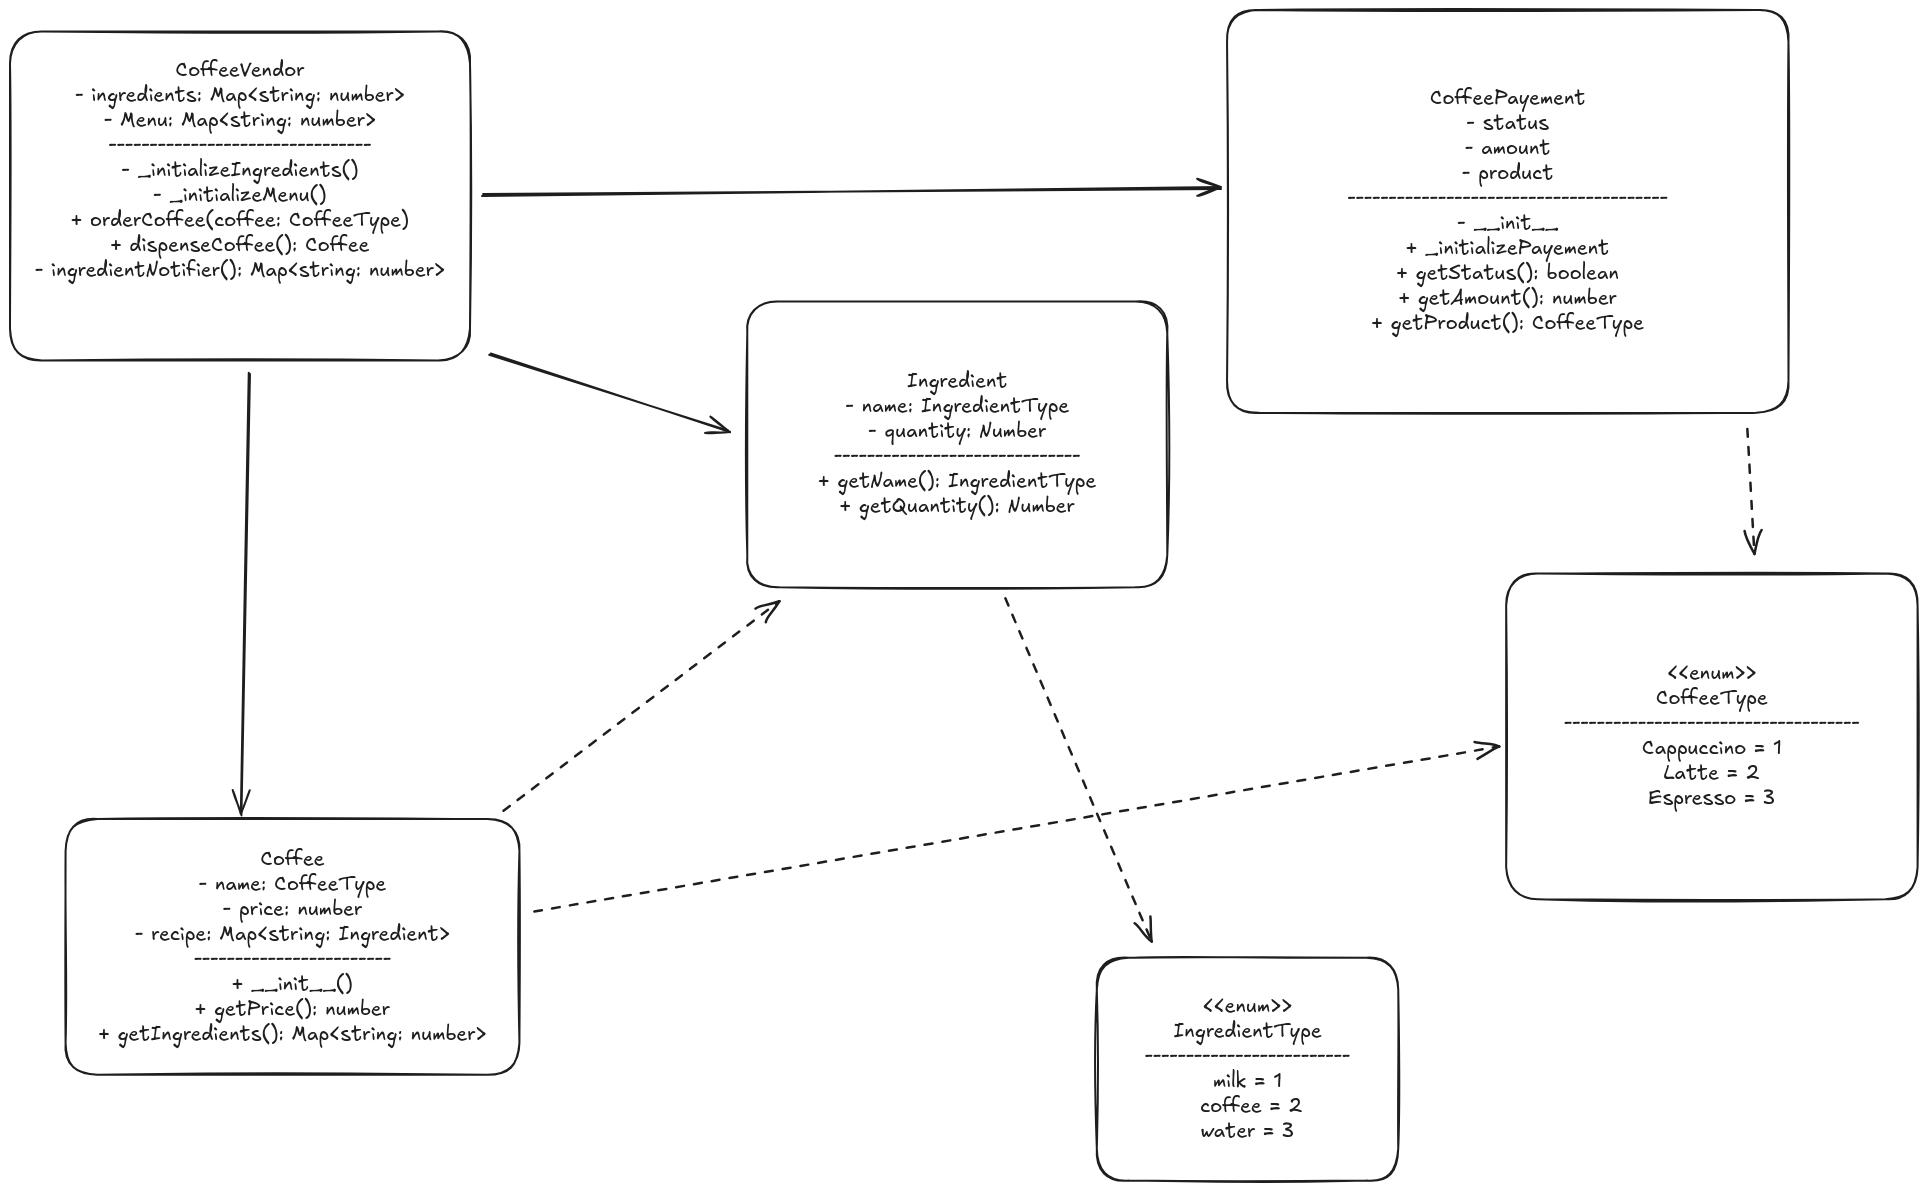 CoffeeVendor
- ingredients: Map<string: number>
- Menu: Map<string: number>
--------------------------------
- _initializeIngredients()
- _initializeMenu()
+ orderCoffee(coffee: CoffeeType)
+ dispenseCoffee(): Coffee
- ingredientNotifier(): Map<string: number>
CoffeePayement
- status
- amount
- product
---------------------------------------
- __init__
+ _initializePayement
+ getStatus(): boolean
+ getAmount(): number
+ getProduct(): CoffeeType
Ingredient
- name: IngredientType
- quantity: Number
------------------------------
+ getName(): IngredientType
+ getQuantity(): Number
<<enum>>
CoffeeType
------------------------------------
Cappuccino = 1
Latte = 2
Espresso = 3
Coffee
- name: CoffeeType
- price: number
- recipe: Map<string: Ingredient>
------------------------
+ __init__()
+ getPrice(): number
+ getIngredients(): Map<string: number>
<<enum>>
IngredientType
-------------------------
milk = 1
coffee = 2
water = 3